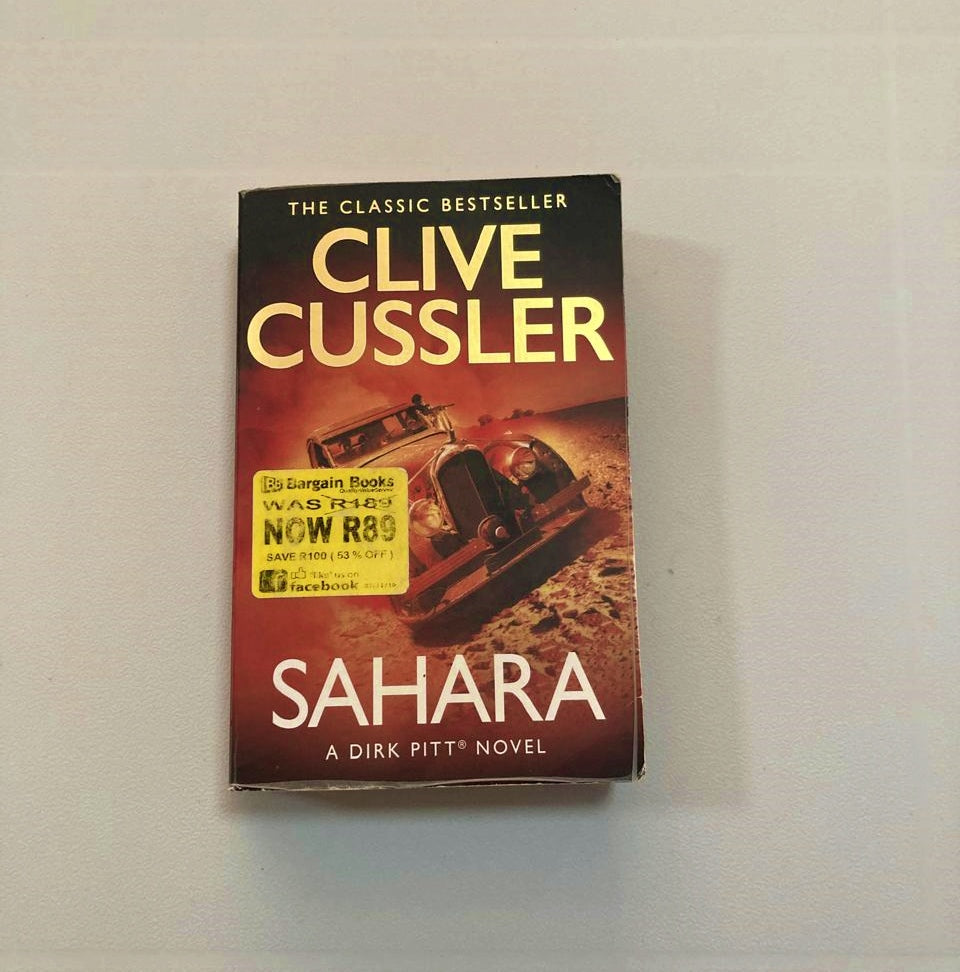 THE CLASSIC BESTSELLER
CLIVE
CUSSLER
BB Bargain Books
WAS R189
NOW R89
SAVE R100 ( 53 % OFF )
"like" us on
facebook
SAHARA
A DIRK PITT® NOVEL